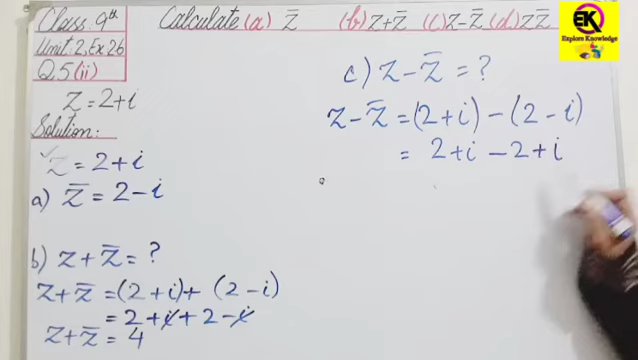 Class: 9th
Unit: 2, Ex 2.6
Q.5 (ii)
Calculate (a) z̅ (b) z+z̅ (c) z-z̅ (d) zz̅
EK
Explore Knowledge
z = 2+i
Solution:
z = 2+i
a) z̅ = 2-i
b) z+z̅ = ?
z+z̅ = (2+i)+ (2-i)
= 2+i+2-i
z+z̅ = 4
c) z-z̅ = ?
z-z̅ = (2+i) - (2-i)
= 2+i -2+i